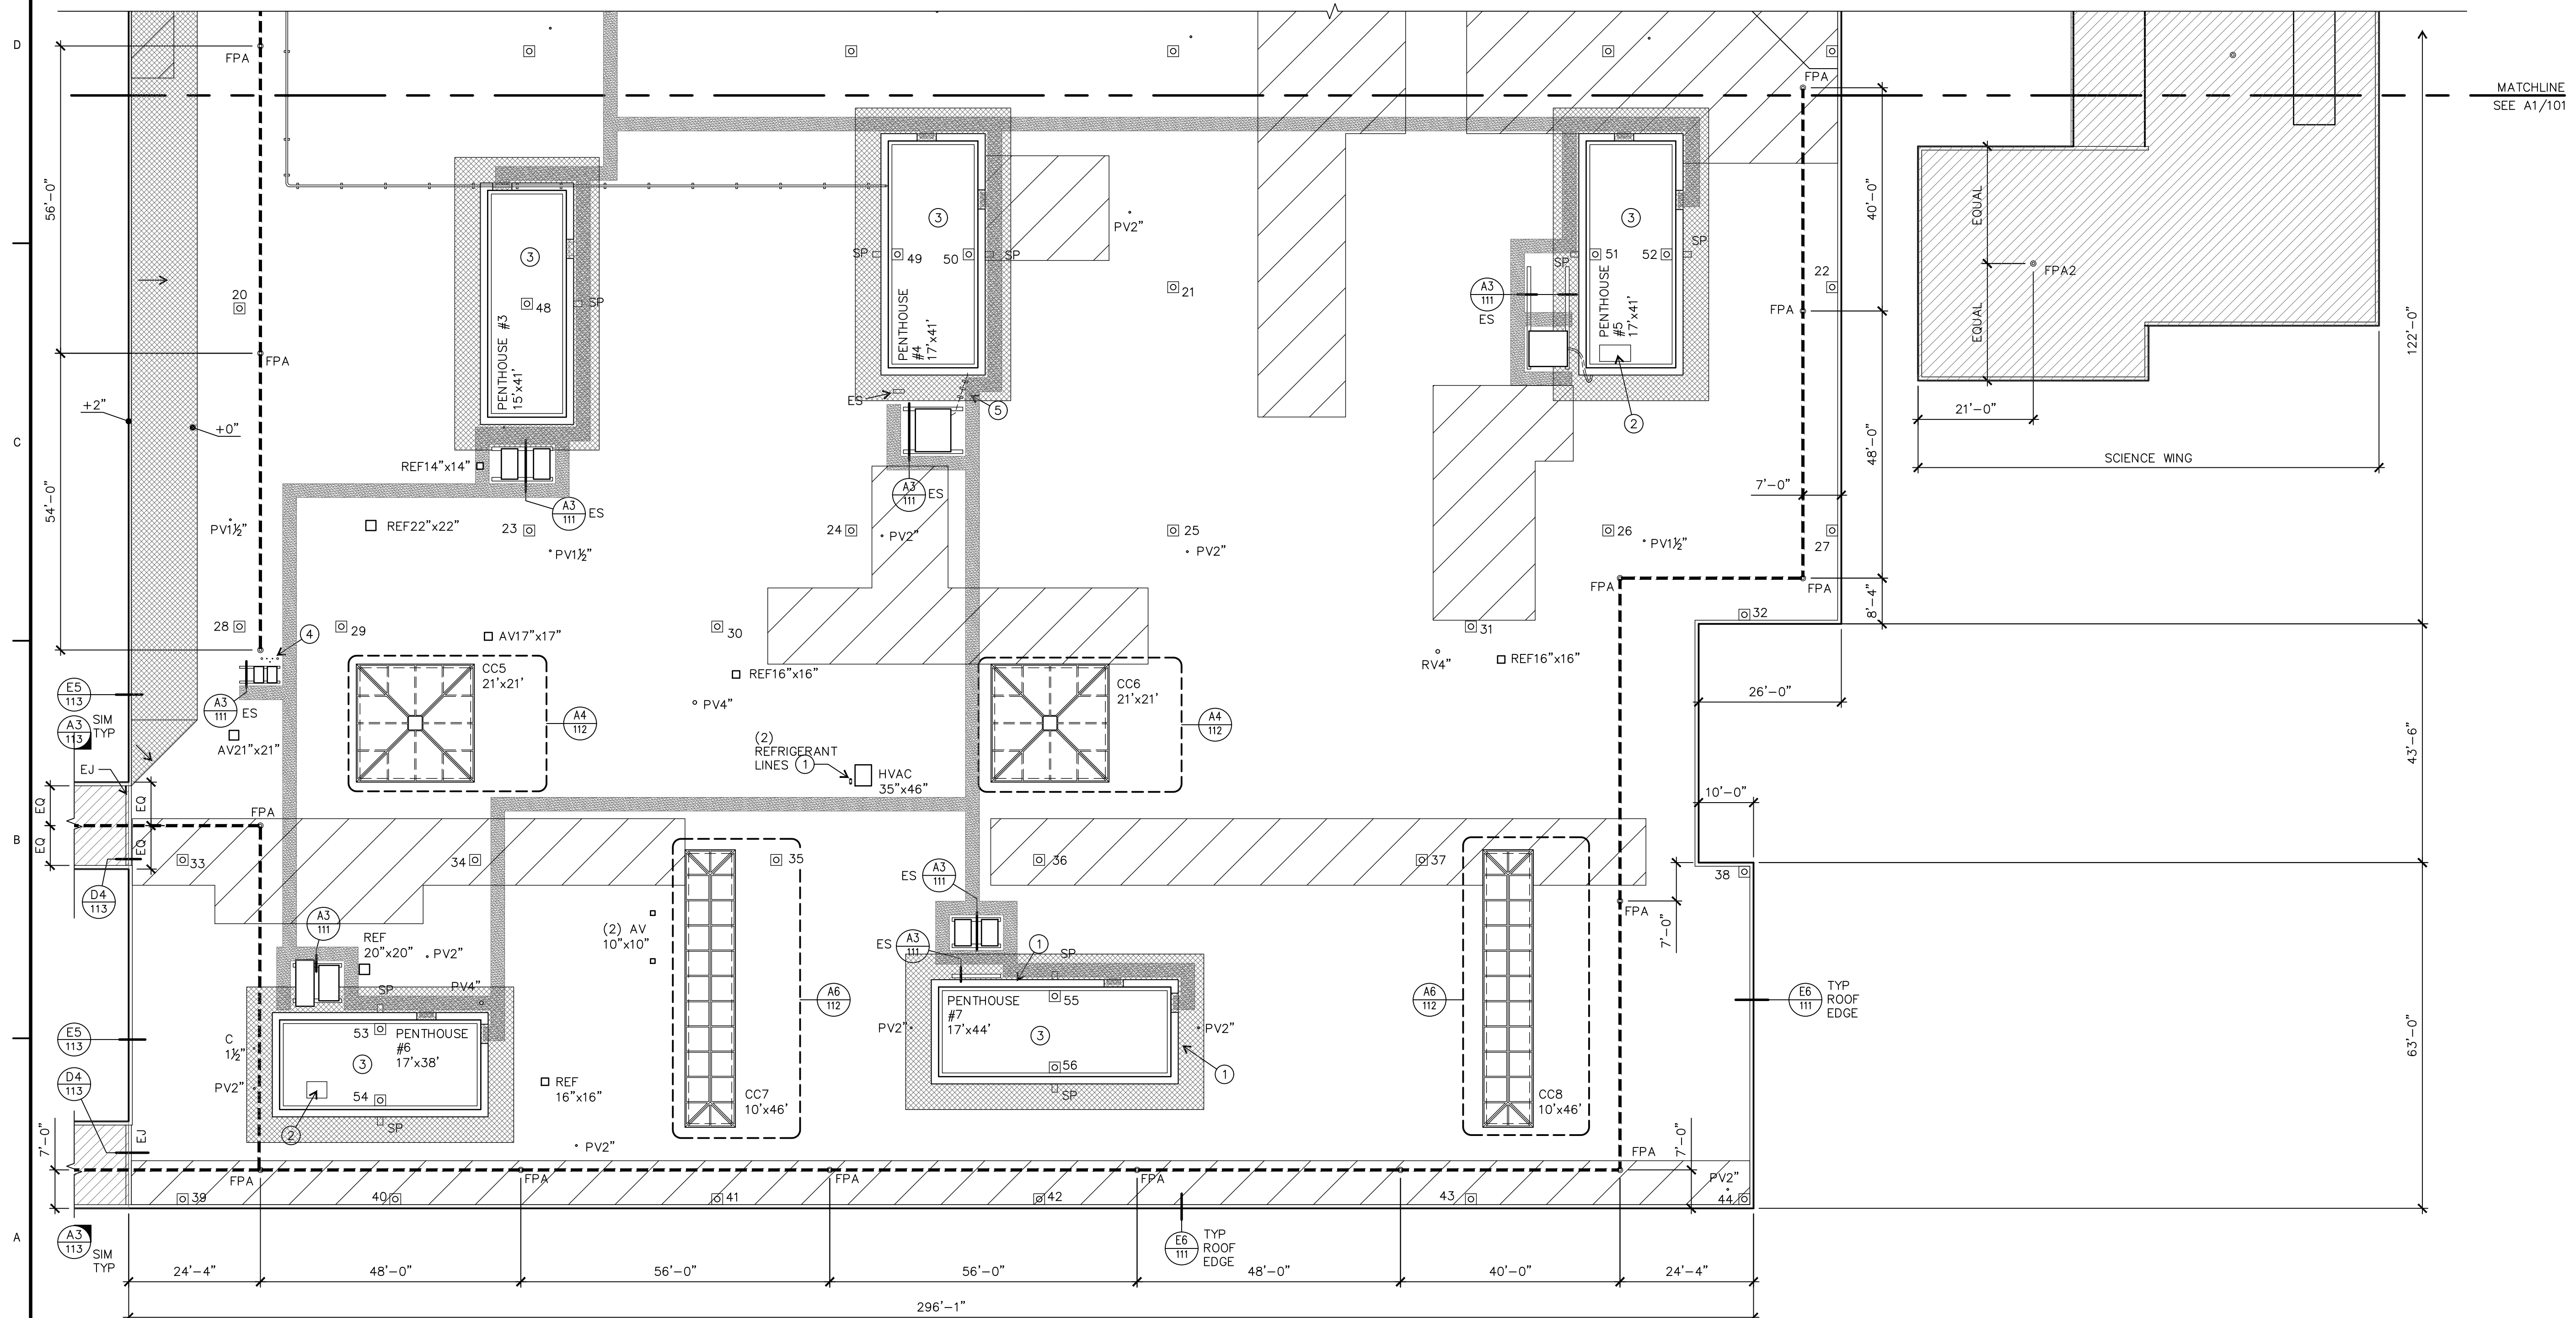 D
FPA
FPA
MATCHLINE
SEE A1/101
56'-0"
40'-0"
EQUAL
PV2"
3
3
3
SP
49
50
SP
SP
51
52
SP
22
FPA2
20
48
SP
21
A3
111
ES
FPA
PENTHOUSE #3
15'x41'
PENTHOUSE
#4
17'x41'
PENTHOUSE
#5
17'x41'
EQUAL
122'-0"
FPA
+2"
+0"
ES
5
2
21'-0"
C
REF14"x14"
48'-0"
SCIENCE WING
54'-0"
A3
111
ES
A3
111
ES
7'-0"
PV1½"
REF22"x22"
23
24
PV2"
25
26
27
PV1½"
PV2"
PV1½"
FPA
FPA
8'-4"
28
29
4
30
31
32
AV17"x17"
CC5
21'x21'
REF16"x16"
CC6
21'x21'
RV4"
REF16"x16"
E5
113
26'-0"
A3
111
ES
PV4"
A4
112
A4
112
A3
113
SIM
TYP
AV21"x21"
(2)
REFRIGERANT
LINES
1
HVAC
35"x46"
43'-6"
EJ
EQ
EQ
FPA
10'-0"
B
EQ
EQ
33
34
35
36
37
38
D4
113
ES
A3
111
A3
111
FPA
7'-0"
(2) AV
10"x10"
REF
20"x20"
PV2"
ES
A3
111
1
SP
SP
PV4"
A6
112
A6
112
E6
111
TYP
ROOF
EDGE
PENTHOUSE
#7
17'x44'
55
E5
113
C
1½"
53
PENTHOUSE
#6
17'x38'
PV2"
PV2"
3
3
63'-0"
56
1
D4
113
PV2"
54
REF
16"x16"
CC7
10'x46'
SP
CC8
10'x46'
2
SP
EJ
7'-0"
PV2"
FPA
7'-0"
FPA
FPA
FPA
FPA
PV2"
39
40
41
42
43
44
A
A3
113
SIM
TYP
E6
111
TYP
ROOF
EDGE
24'-4"
48'-0"
56'-0"
56'-0"
48'-0"
40'-0"
24'-4"
296'-1"